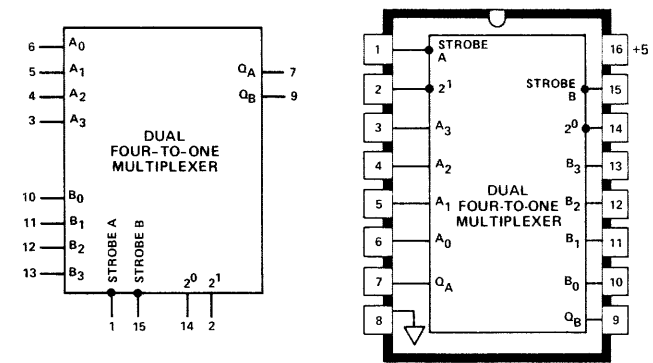 6 A0
5 A1
4 A2
3 A3
QA 7
QB 9
DUAL
FOUR-TO-ONE
MULTIPLEXER
10 B0
11 B1
12 B2
13 B3
STROBE A
STROBE B
2^0 2^1
1 15 14 2
1 STROBE
A
2 2^1
3 A3
4 A2
5 A1
6 A0
7 QA
8
DUAL
FOUR-TO-ONE
MULTIPLEXER
16 +5
STROBE
B 15
2^0 14
B3 13
B2 12
B1 11
B0 10
QB 9